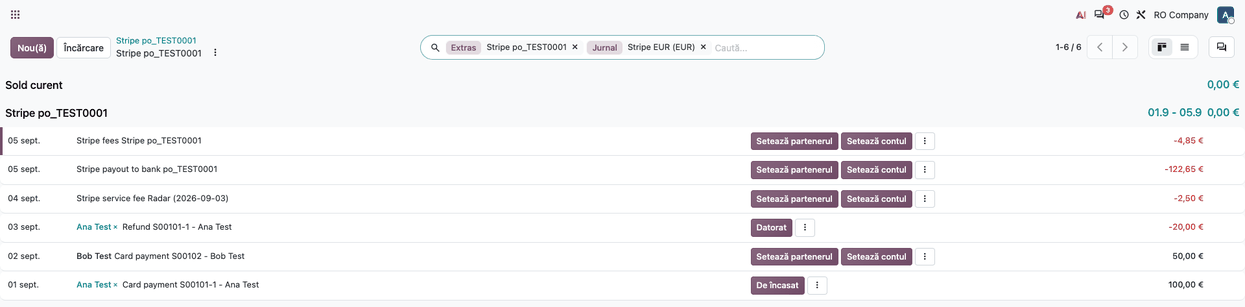 AI 3 RO Company A
Nou(ă) Încărcare Stripe po_TEST0001
Stripe po_TEST0001
Extras Stripe po_TEST0001 × Jurnal Stripe EUR (EUR) × Caută... 1-6 / 6
Sold curent 0,00 €
Stripe po_TEST0001 01.9 - 05.9 0,00 €
05 sept. Stripe fees Stripe po_TEST0001 Setează partenerul Setează contul -4,85 €
05 sept. Stripe payout to bank po_TEST0001 Setează partenerul Setează contul -122,65 €
04 sept. Stripe service fee Radar (2026-09-03) Setează partenerul Setează contul -2,50 €
03 sept. Ana Test × Refund S00101-1 - Ana Test Datorat -20,00 €
02 sept. Bob Test Card payment S00102 - Bob Test Setează partenerul Setează contul 50,00 €
01 sept. Ana Test × Card payment S00101-1 - Ana Test De încasat 100,00 €